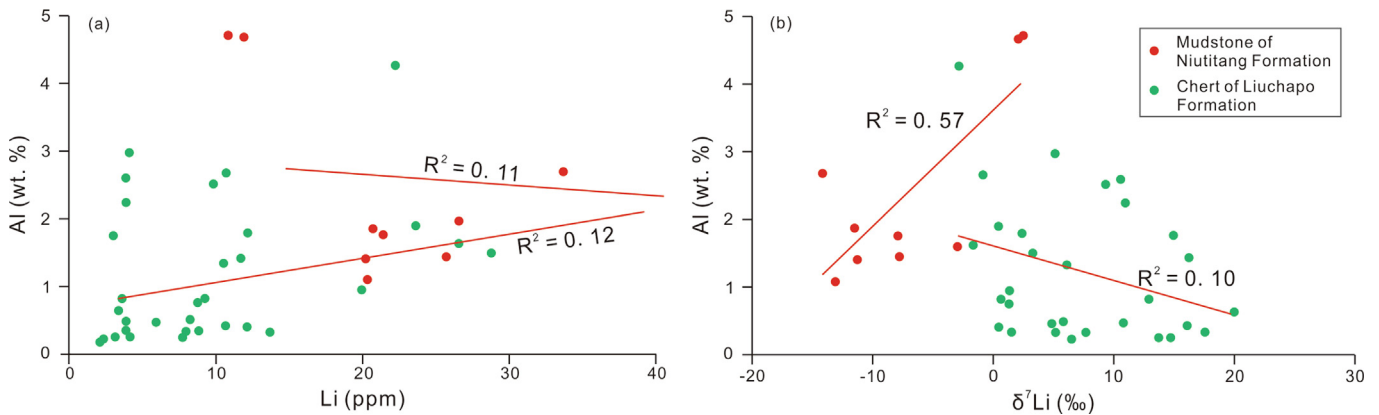 (a)
5
4
3
2
1
0
Al (wt. %)
R² = 0. 11
R² = 0. 12
0
10
20
30
40
Li (ppm)
(b)
5
4
3
2
1
0
Al (wt. %)
R² = 0. 57
R² = 0. 10
Mudstone of
Niutitang Formation
Chert of Liuchapo
Formation
-20
-10
0
10
20
30
δ⁷Li (‰)